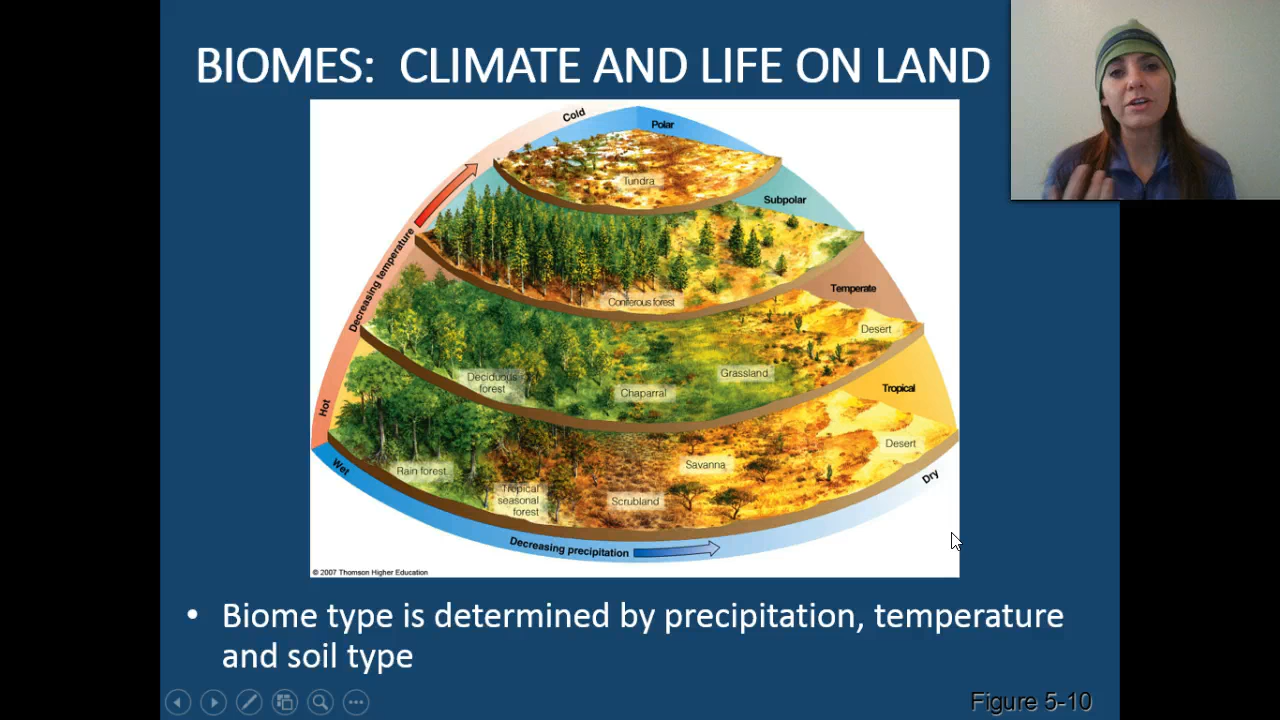 BIOMES: CLIMATE AND LIFE ON LAND
Cold
Polar
Tundra
Subpolar
Decreasing temperature
Coniferous forest
Temperate
Desert
Deciduous
forest
Chaparral
Grassland
Tropical
Hot
Desert
Wet
Rain forest
Tropical
seasonal
forest
Scrubland
Savanna
Dry
Decreasing precipitation
© 2007 Thomson Higher Education
• Biome type is determined by precipitation, temperature
and soil type
Figure 5-10